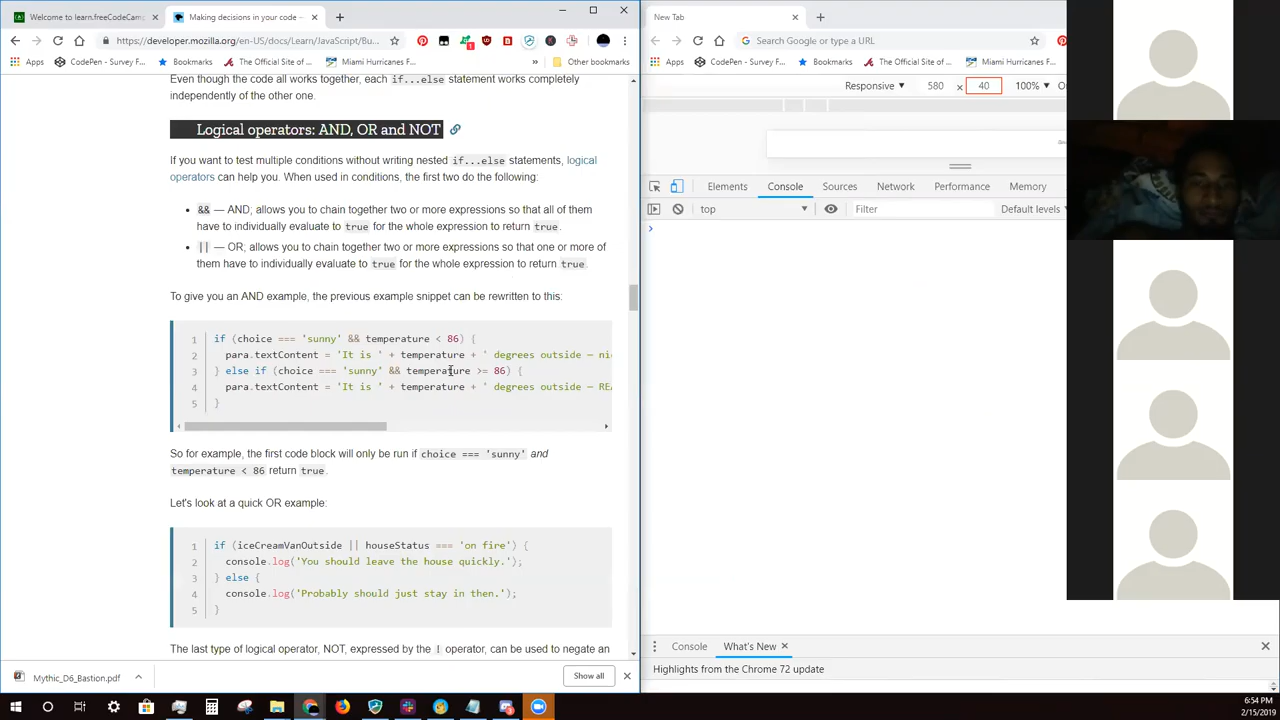 Welcome to learn.freeCodeCam
Making decisions in your code –
New Tab
https://developer.mozilla.org/en-US/docs/Learn/JavaScript/Bu...
Search Google or type a URL
Apps
CodePen - Survey F
Bookmarks
The Official Site of
Miami Hurricanes F
»
Other bookmarks
Apps
CodePen - Survey F
Bookmarks
The Official Site of
Miami Hurricanes F
Even though the code all works together, each if...else statement works completely
independently of the other one.
Responsive ▼ 580 × 40 100% ▼
Logical operators: AND, OR and NOT
If you want to test multiple conditions without writing nested if...else statements, logical
operators can help you. When used in conditions, the first two do the following:
Elements Console Sources Network Performance Memory
top ▼ Filter Default levels
• && — AND; allows you to chain together two or more expressions so that all of them
have to individually evaluate to true for the whole expression to return true.
• || — OR; allows you to chain together two or more expressions so that one or more of
them have to individually evaluate to true for the whole expression to return true.
To give you an AND example, the previous example snippet can be rewritten to this:
1 if (choice === 'sunny' && temperature < 86) {
2 para.textContent = 'It is ' + temperature + ' degrees outside – ni
3 } else if (choice === 'sunny' && temperature >= 86) {
4 para.textContent = 'It is ' + temperature + ' degrees outside – RE
5 }
So for example, the first code block will only be run if choice === 'sunny' and
temperature < 86 return true.
Let's look at a quick OR example:
1 if (iceCreamVanOutside || houseStatus === 'on fire') {
2 console.log('You should leave the house quickly.');
3 } else {
4 console.log('Probably should just stay in then.');
5 }
The last type of logical operator, NOT, expressed by the ! operator, can be used to negate an
Console What's New ×
Highlights from the Chrome 72 update
Mythic_D6_Bastion.pdf
Show all
6:54 PM
2/15/2019